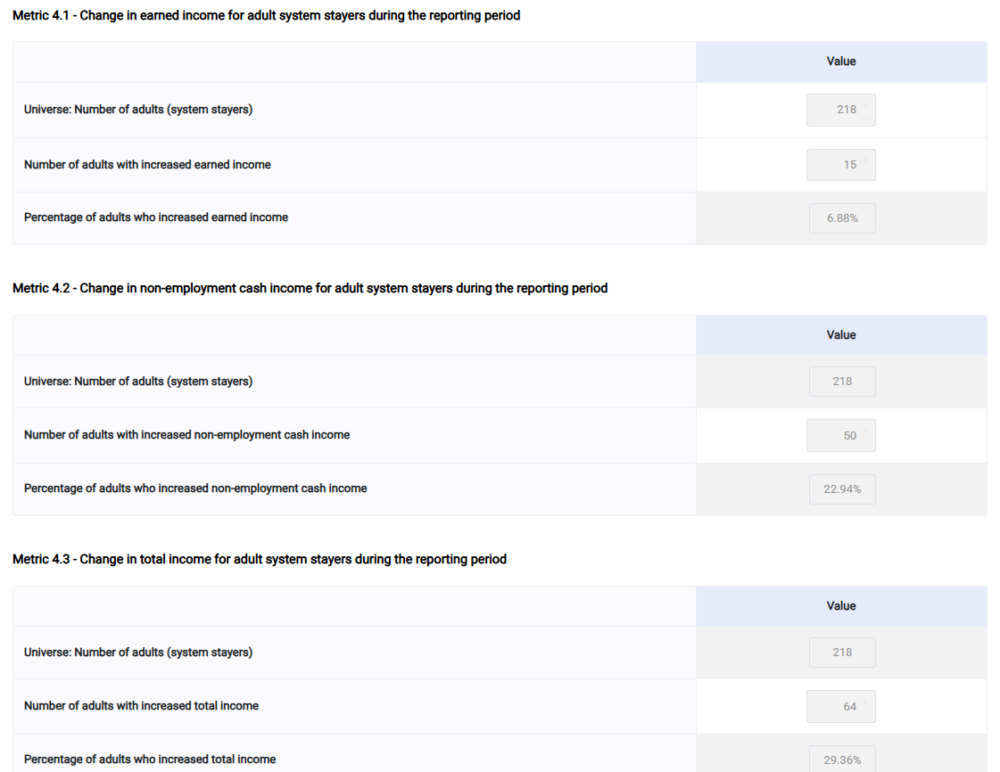 Metric 4.1 - Change in earned income for adult system stayers during the reporting period
Value
Universe: Number of adults (system stayers)
218
Number of adults with increased earned income
15
Percentage of adults who increased earned income
6.88%
Metric 4.2 - Change in non-employment cash income for adult system stayers during the reporting period
Value
Universe: Number of adults (system stayers)
218
Number of adults with increased non-employment cash income
50
Percentage of adults who increased non-employment cash income
22.94%
Metric 4.3 - Change in total income for adult system stayers during the reporting period
Value
Universe: Number of adults (system stayers)
218
Number of adults with increased total income
64
Percentage of adults who increased total income
29.36%